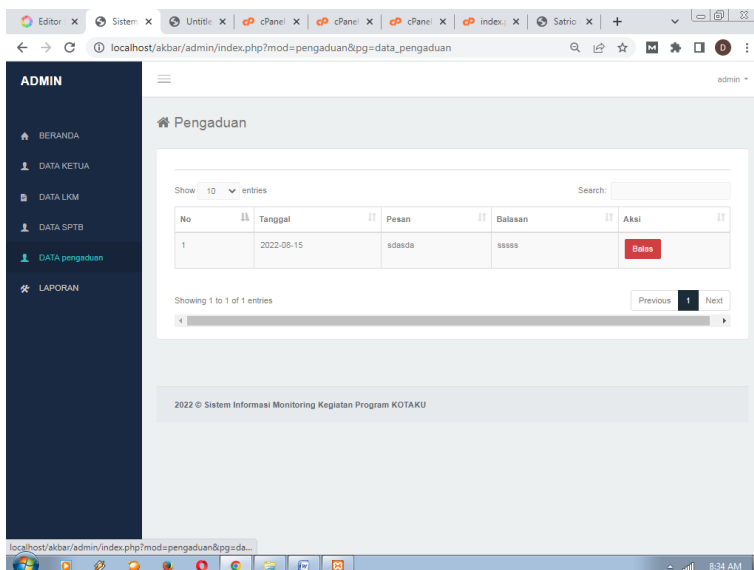 Editor
Sistem
Untitle
cPanel
cPanel
cPanel
index.
Satrio
localhost/akbar/admin/index.php?mod=pengaduan&pg=data_pengaduan
D
ADMIN
admin
BERANDA
DATA KETUA
DATA LKM
DATA SPTB
DATA pengaduan
LAPORAN
Pengaduan
Show 10 entries
Search:
No Tanggal Pesan Balasan Aksi
1 2022-08-15 sdasda sssss Balas
Showing 1 to 1 of 1 entries
Previous 1 Next
2022 © Sistem Informasi Monitoring Kegiatan Program KOTAKU
localhost/akbar/admin/index.php?mod=pengaduan&pg=da...
8:34 AM